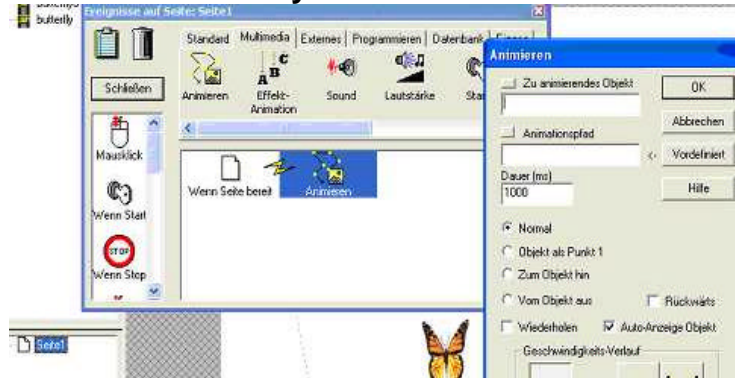 Ereignisse auf Seite: Seite1
butterfly
Standard Multimedia Externes Programmieren Datenbank
Schließen
Animieren Effekt-Animation Sound Lautstärke
Mausklick
Wenn Start
STOP
Wenn Stop
Wenn Seite bereit Animieren
Seite1
Animieren
Zu animierendes Objekt
OK
Abbrechen
Animationspfad
<- Vordefiniert
Dauer (ms)
1000
Hilfe
Normal
Objekt als Punkt 1
Zum Objekt hin
Vom Objekt aus Rückwärts
Wiederholen Auto-Anzeige Objekt
Geschwindigkeits-Verlauf